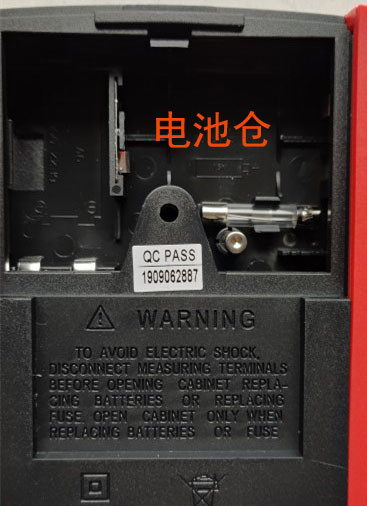 电池仓
QC PASS
1909062887
WARNING
TO AVOID ELECTRIC SHOCK,
DISCONNECT MEASURING TERMINALS
BEFORE OPENING CABINET REPLA-
CING BATTERIES OR REPLACING
FUSE OPEN CABINET ONLY WHEN
REPLACING BATTERIES OR FUSE